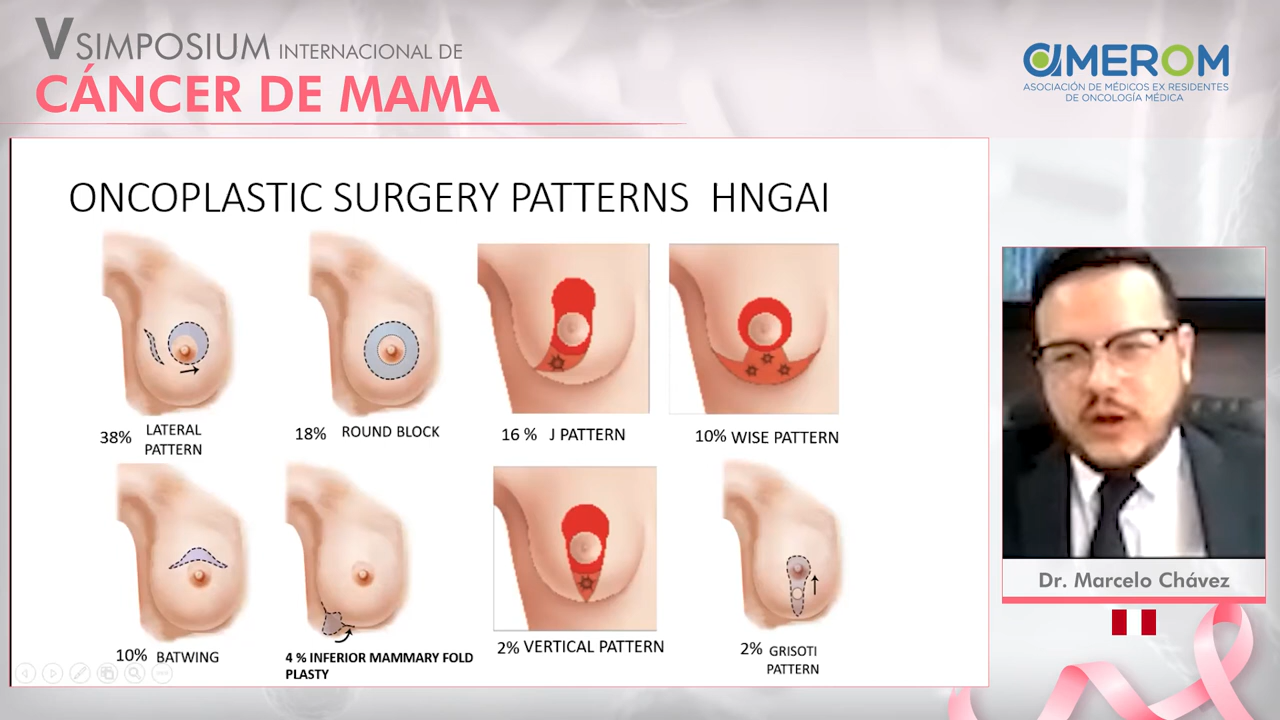 V SIMPOSIUM INTERNACIONAL DE
CÁNCER DE MAMA
AMEROM
ASOCIACIÓN DE MÉDICOS EX RESIDENTES
DE ONCOLOGÍA MÉDICA
ONCOPLASTIC SURGERY PATTERNS HNGAI
38% LATERAL
PATTERN
18% ROUND BLOCK
16 % J PATTERN
10% WISE PATTERN
10% BATWING
4 % INFERIOR MAMMARY FOLD
PLASTY
2% VERTICAL PATTERN
2% GRISOTI
PATTERN
Dr. Marcelo Chávez